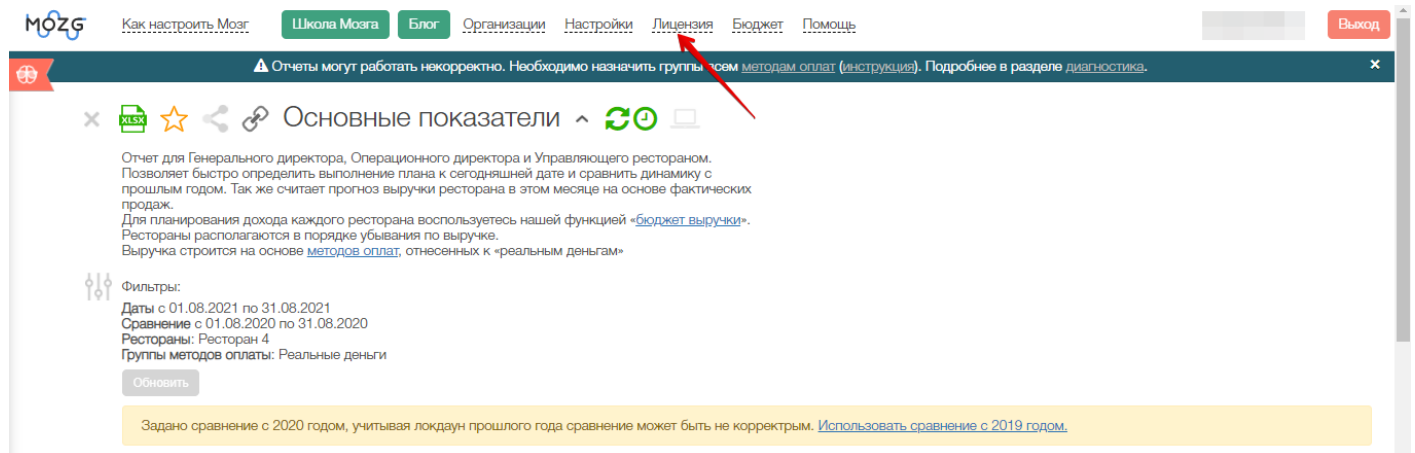 MOZG Как настроить Мозг Школа Мозга Блог Организации Настройки Лицензия Бюджет Помощь Выход
Отчеты могут работать некорректно. Необходимо назначить группы всем методам оплат (инструкция). Подробнее в разделе диагностика. ×
XLSX Основные показатели
Отчет для Генерального директора, Операционного директора и Управляющего рестораном.
Позволяет быстро определить выполнение плана к сегодняшней дате и сравнить динамику с
прошлым годом. Так же считает прогноз выручки ресторана в этом месяце на основе фактических
продаж.
Для планирования дохода каждого ресторана воспользуетесь нашей функцией «бюджет выручки».
Рестораны располагаются в порядке убывания по выручке.
Выручка строится на основе методов оплат, отнесенных к «реальным деньгам»
Фильтры:
Даты с 01.08.2021 по 31.08.2021
Сравнение с 01.08.2020 по 31.08.2020
Рестораны: Ресторан 4
Группы методов оплаты: Реальные деньги
Обновить
Задано сравнение с 2020 годом, учитывая локдаун прошлого года сравнение может быть не корректрым. Использовать сравнение с 2019 годом.